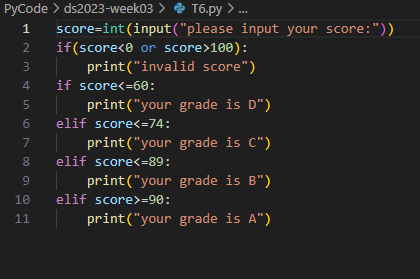 PyCode > ds2023-week03 > T6.py > ...
1 score=int(input("please input your score:"))
2 if(score<0 or score>100):
3 print("invalid score")
4 if score<=60:
5 print("your grade is D")
6 elif score<=74:
7 print("your grade is C")
8 elif score<=89:
9 print("your grade is B")
10 elif score>=90:
11 print("your grade is A")